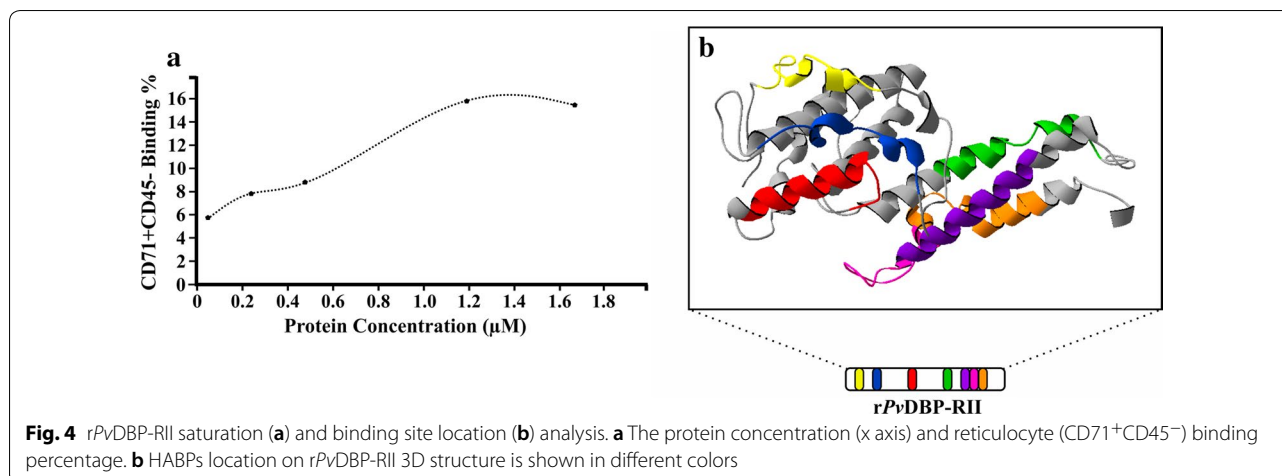 a
CD71+CD45- Binding %
16
14
12
10
8
6
4
2
0
0 0.2 0.4 0.6 0.8 1.0 1.2 1.4 1.6 1.8
Protein Concentration (µM)
b
rPvDBP-RII
Fig. 4 rPvDBP-RII saturation (a) and binding site location (b) analysis. a The protein concentration (x axis) and reticulocyte (CD71⁺CD45⁻) binding
percentage. b HABPs location on rPvDBP-RII 3D structure is shown in different colors